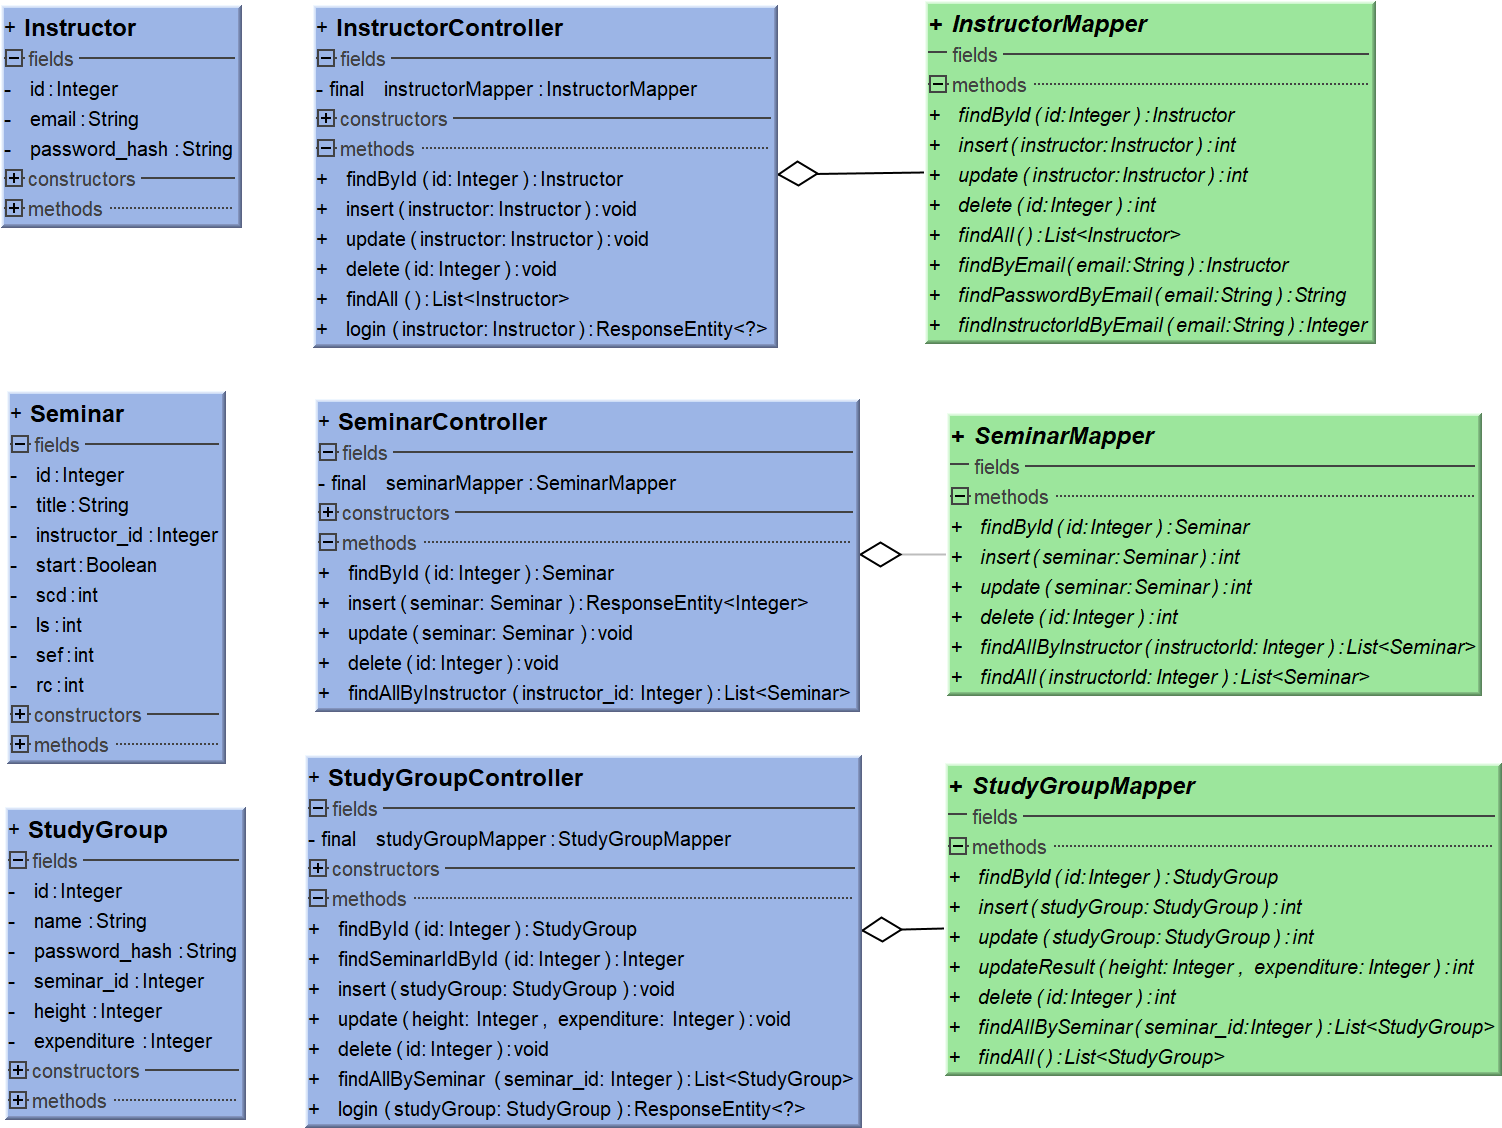 + Instructor
fields
- id : Integer
- email : String
- password_hash : String
constructors
methods
+ InstructorController
fields
- final instructorMapper : InstructorMapper
constructors
methods
+ findById ( id: Integer ) : Instructor
+ insert ( instructor: Instructor ) : void
+ update ( instructor: Instructor ) : void
+ delete ( id: Integer ) : void
+ findAll ( ) : List<Instructor>
+ login ( instructor: Instructor ) : ResponseEntity<?>
+ InstructorMapper
fields
methods
+ findById ( id:Integer ) : Instructor
+ insert ( instructor:Instructor ) : int
+ update ( instructor:Instructor ) : int
+ delete ( id:Integer ) : int
+ findAll ( ) : List<Instructor>
+ findByEmail ( email:String ) : Instructor
+ findPasswordByEmail ( email:String ) : String
+ findInstructorIdByEmail ( email:String ) : Integer
+ Seminar
fields
- id : Integer
- title : String
- instructor_id : Integer
- start : Boolean
- scd : int
- ls : int
- sef : int
- rc : int
constructors
methods
+ SeminarController
fields
- final seminarMapper : SeminarMapper
constructors
methods
+ findById ( id: Integer ) : Seminar
+ insert ( seminar: Seminar ) : ResponseEntity<Integer>
+ update ( seminar: Seminar ) : void
+ delete ( id: Integer ) : void
+ findAllByInstructor ( instructor_id: Integer ) : List<Seminar>
+ SeminarMapper
fields
methods
+ findById ( id:Integer ) : Seminar
+ insert ( seminar:Seminar ) : int
+ update ( seminar:Seminar ) : int
+ delete ( id:Integer ) : int
+ findAllByInstructor ( instructorId: Integer ) : List<Seminar>
+ findAll ( instructorId: Integer ) : List<Seminar>
+ StudyGroup
fields
- id : Integer
- name : String
- password_hash : String
- seminar_id : Integer
- height : Integer
- expenditure : Integer
constructors
methods
+ StudyGroupController
fields
- final studyGroupMapper : StudyGroupMapper
constructors
methods
+ findById ( id: Integer ) : StudyGroup
+ findSeminarIdById ( id: Integer ) : Integer
+ insert ( studyGroup: StudyGroup ) : void
+ update ( height: Integer , expenditure: Integer ) : void
+ delete ( id: Integer ) : void
+ findAllBySeminar ( seminar_id: Integer ) : List<StudyGroup>
+ login ( studyGroup: StudyGroup ) : ResponseEntity<?>
+ StudyGroupMapper
fields
methods
+ findById ( id:Integer ) : StudyGroup
+ insert ( studyGroup: StudyGroup ) : int
+ update ( studyGroup: StudyGroup ) : int
+ updateResult ( height: Integer , expenditure: Integer ) : int
+ delete ( id:Integer ) : int
+ findAllBySeminar ( seminar_id:Integer ) : List<StudyGroup>
+ findAll ( ) : List<StudyGroup>